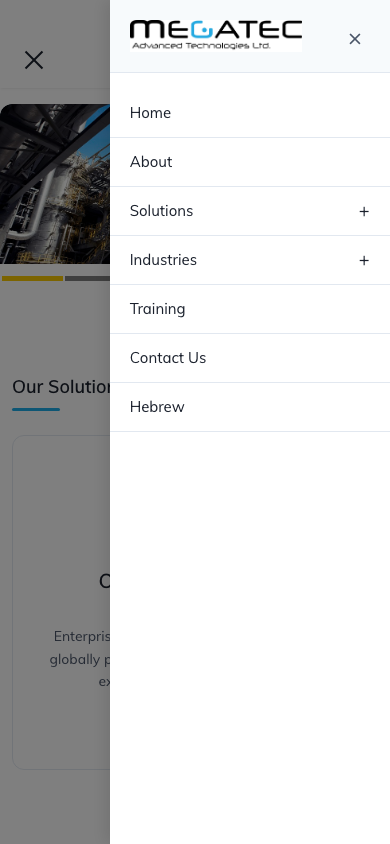 MEGATEC
Advanced Technologies Ltd.
Home
About
Solutions
Industries
Training
Contact Us
Hebrew
Our Solution
Enterpris
globally p
ex